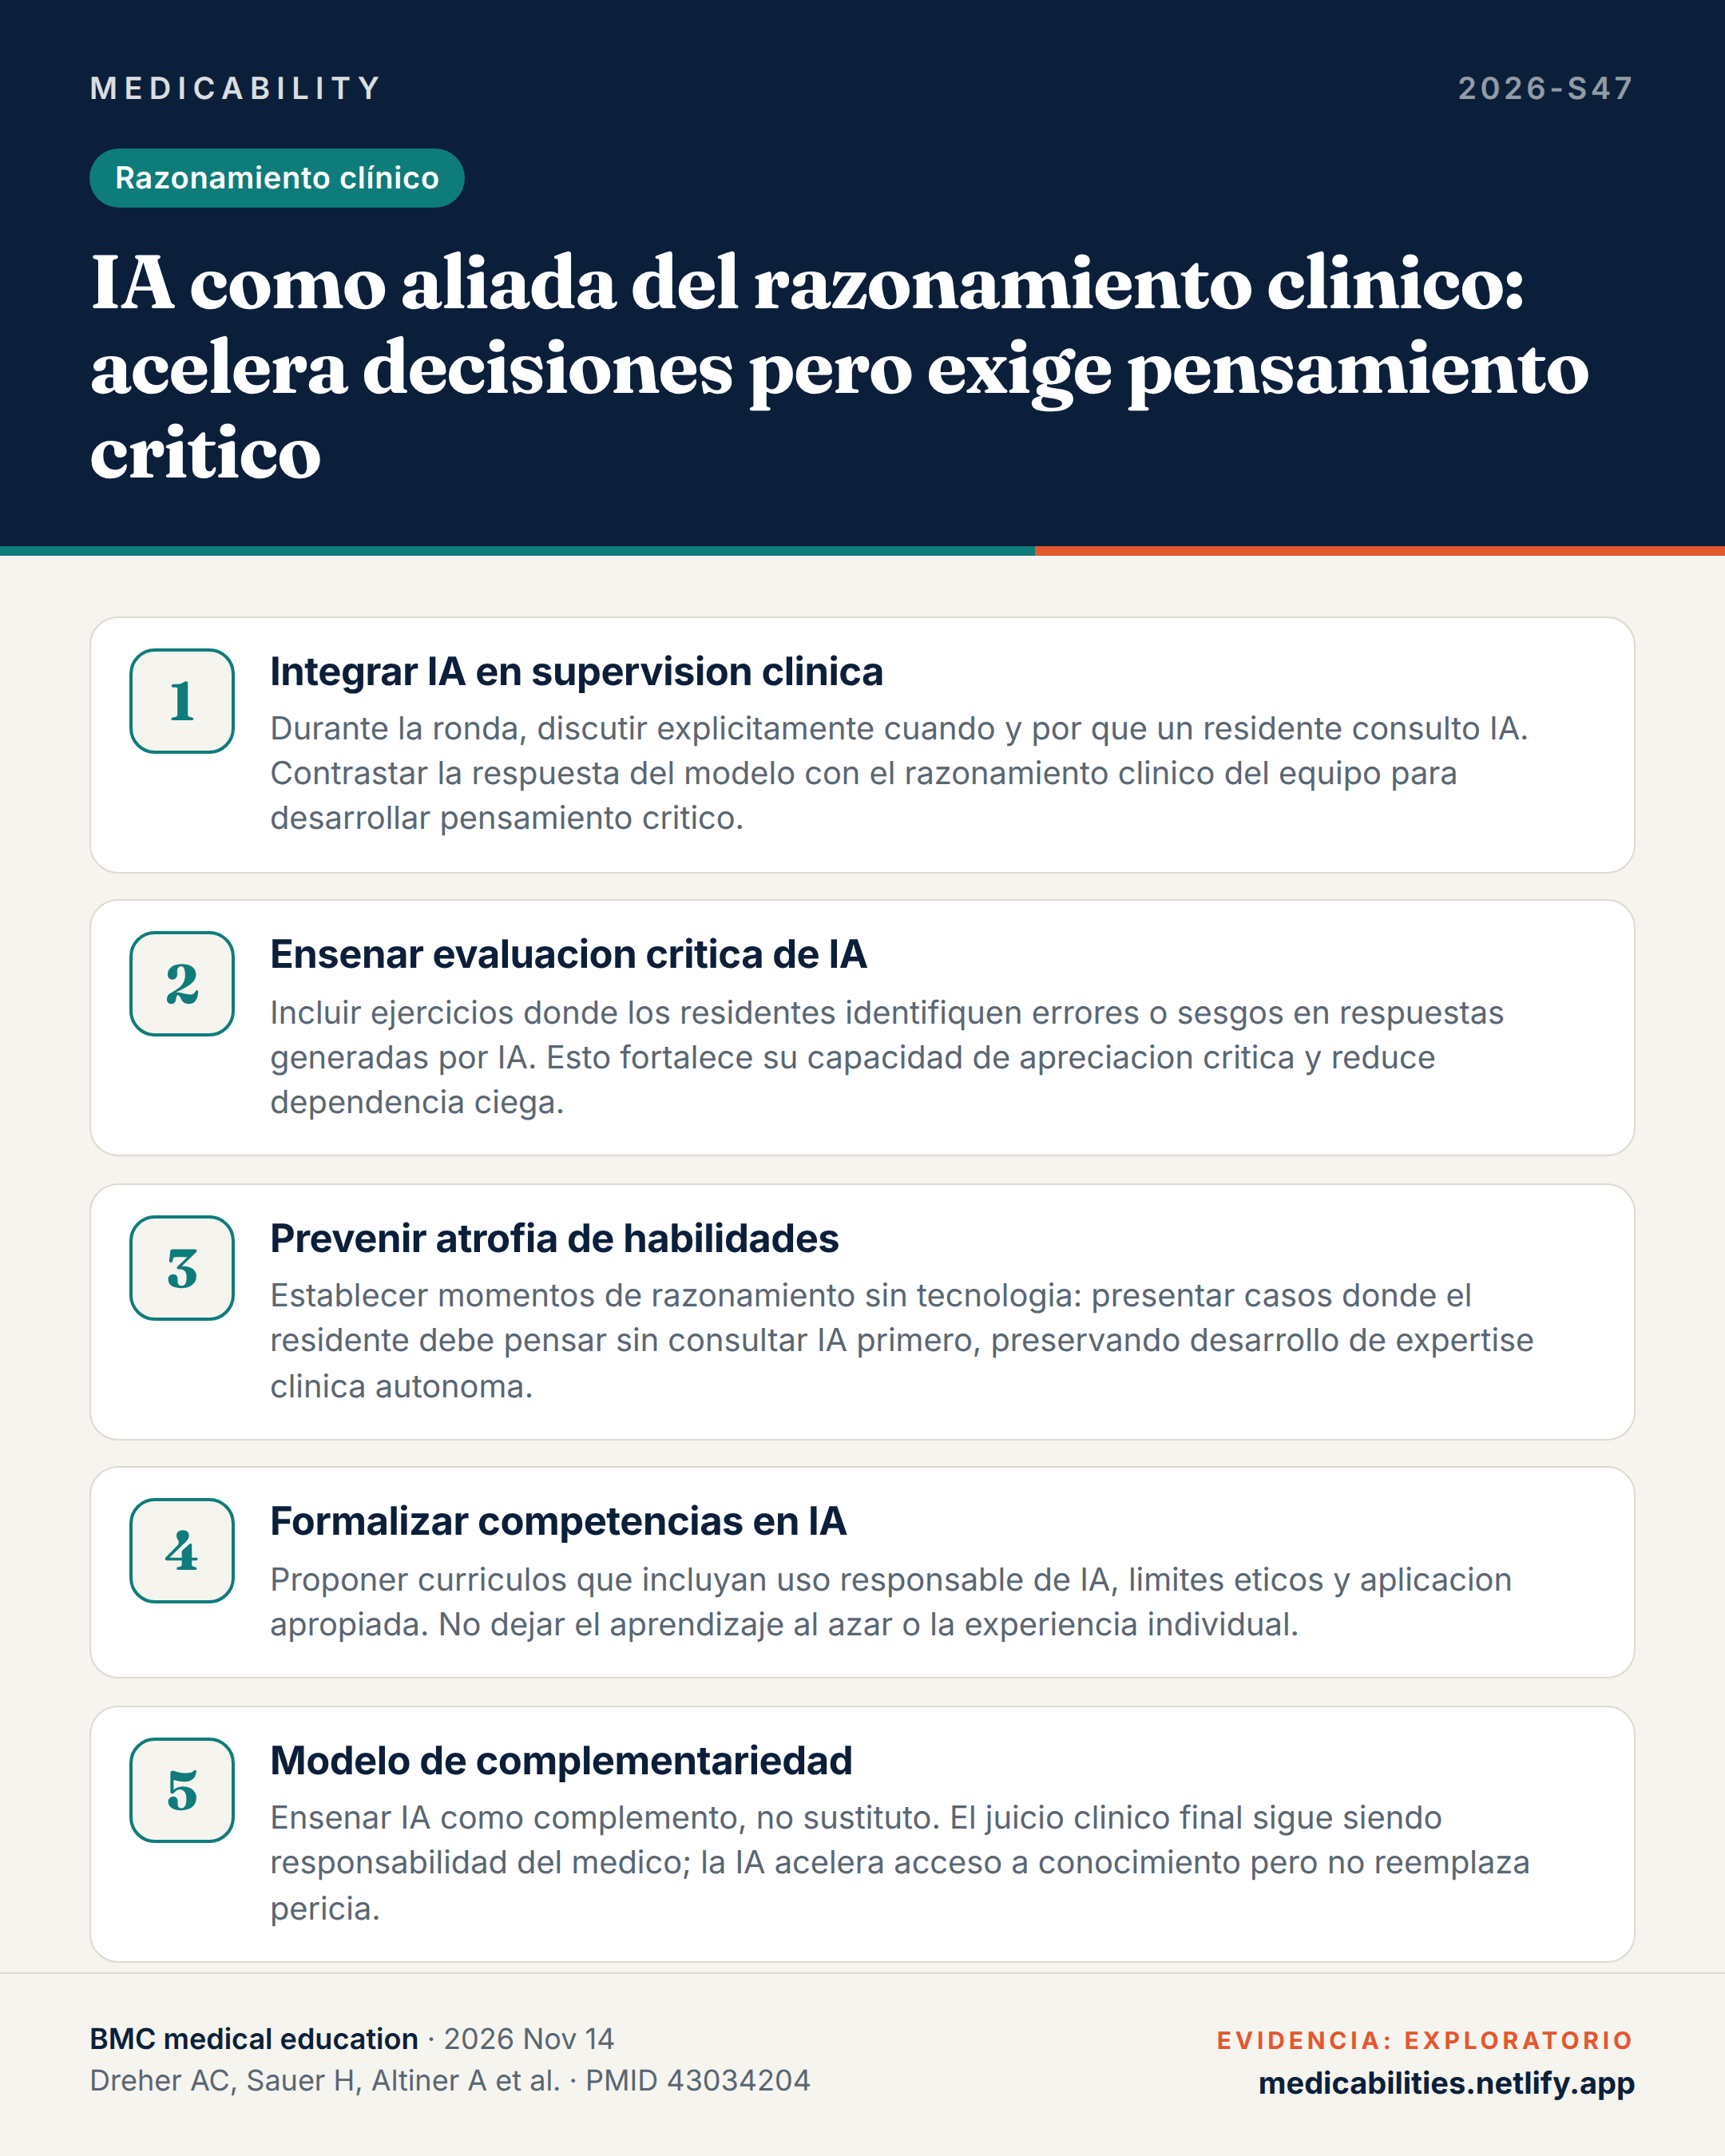 MEDICABILITY
2026-S47
Razonamiento clínico
IA como aliada del razonamiento clinico:
acelera decisiones pero exige pensamiento
critico
1
Integrar IA en supervision clinica
Durante la ronda, discutir explicitamente cuando y por que un residente consulto IA.
Contrastar la respuesta del modelo con el razonamiento clinico del equipo para
desarrollar pensamiento critico.
2
Ensenar evaluacion critica de IA
Incluir ejercicios donde los residentes identifiquen errores o sesgos en respuestas
generadas por IA. Esto fortalece su capacidad de apreciacion critica y reduce
dependencia ciega.
3
Prevenir atrofia de habilidades
Establecer momentos de razonamiento sin tecnologia: presentar casos donde el
residente debe pensar sin consultar IA primero, preservando desarrollo de expertise
clinica autonoma.
4
Formalizar competencias en IA
Proponer curriculos que incluyan uso responsable de IA, limites eticos y aplicacion
apropiada. No dejar el aprendizaje al azar o la experiencia individual.
5
Modelo de complementariedad
Ensenar IA como complemento, no sustituto. El juicio clinico final sigue siendo
responsabilidad del medico; la IA acelera acceso a conocimiento pero no reemplaza
pericia.
BMC medical education · 2026 Nov 14
Dreher AC, Sauer H, Altiner A et al. · PMID 43034204
EVIDENCIA: EXPLORATORIO
medicabilities.netlify.app